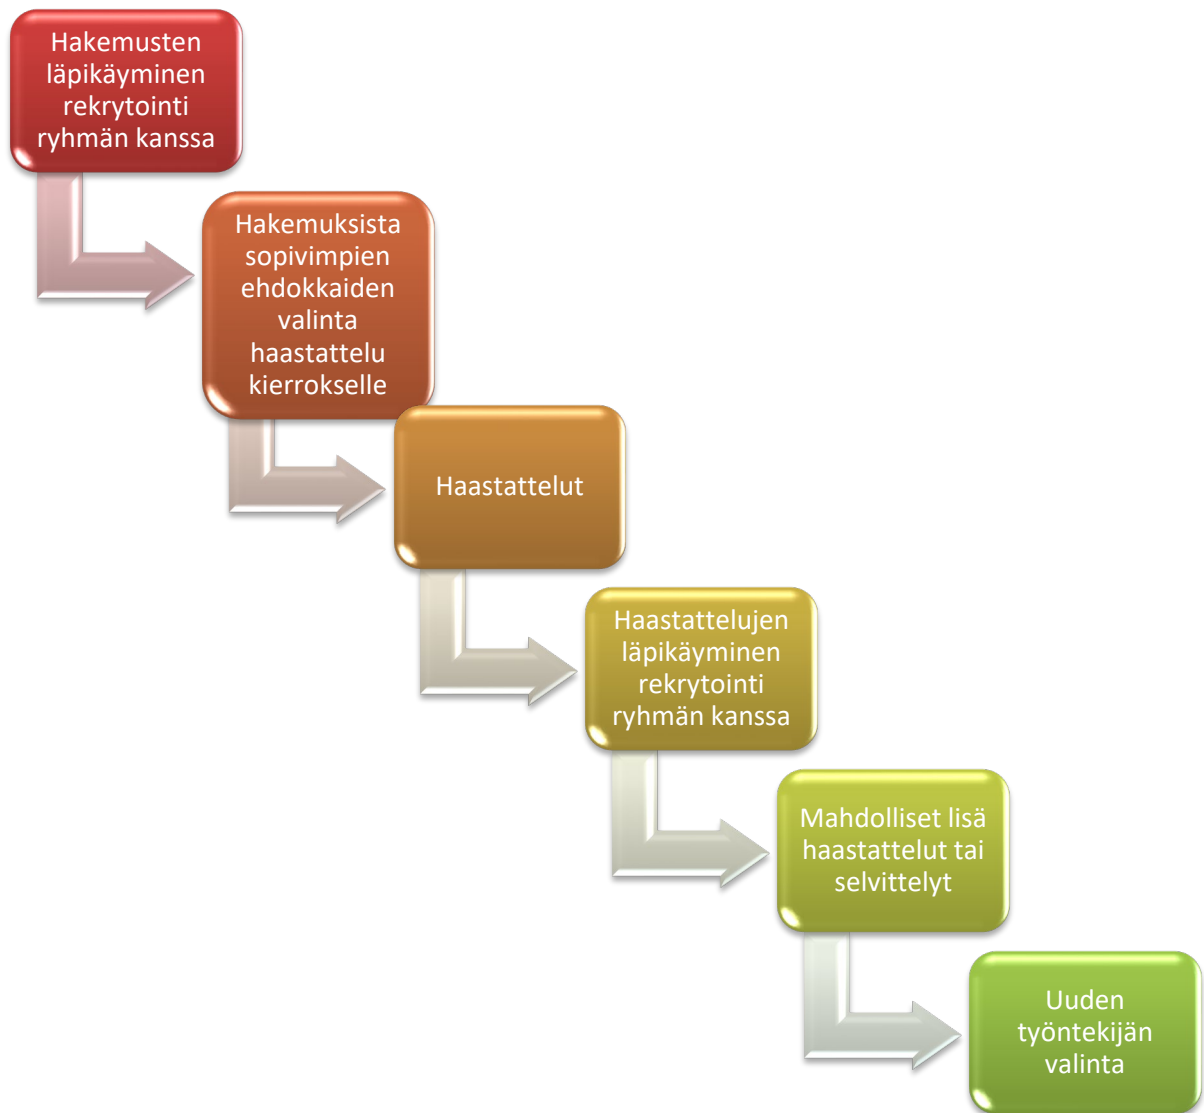 Hakemusten
läpikäyminen
rekrytointi
ryhmän kanssa
Hakemuksista
sopivimpien
ehdokkaiden
valinta
haastattelu
kierrokselle
Haastattelut
Haastattelujen
läpikäyminen
rekrytointi
ryhmän kanssa
Mahdolliset lisä
haastattelut tai
selvittelyt
Uuden
työntekijän
valinta